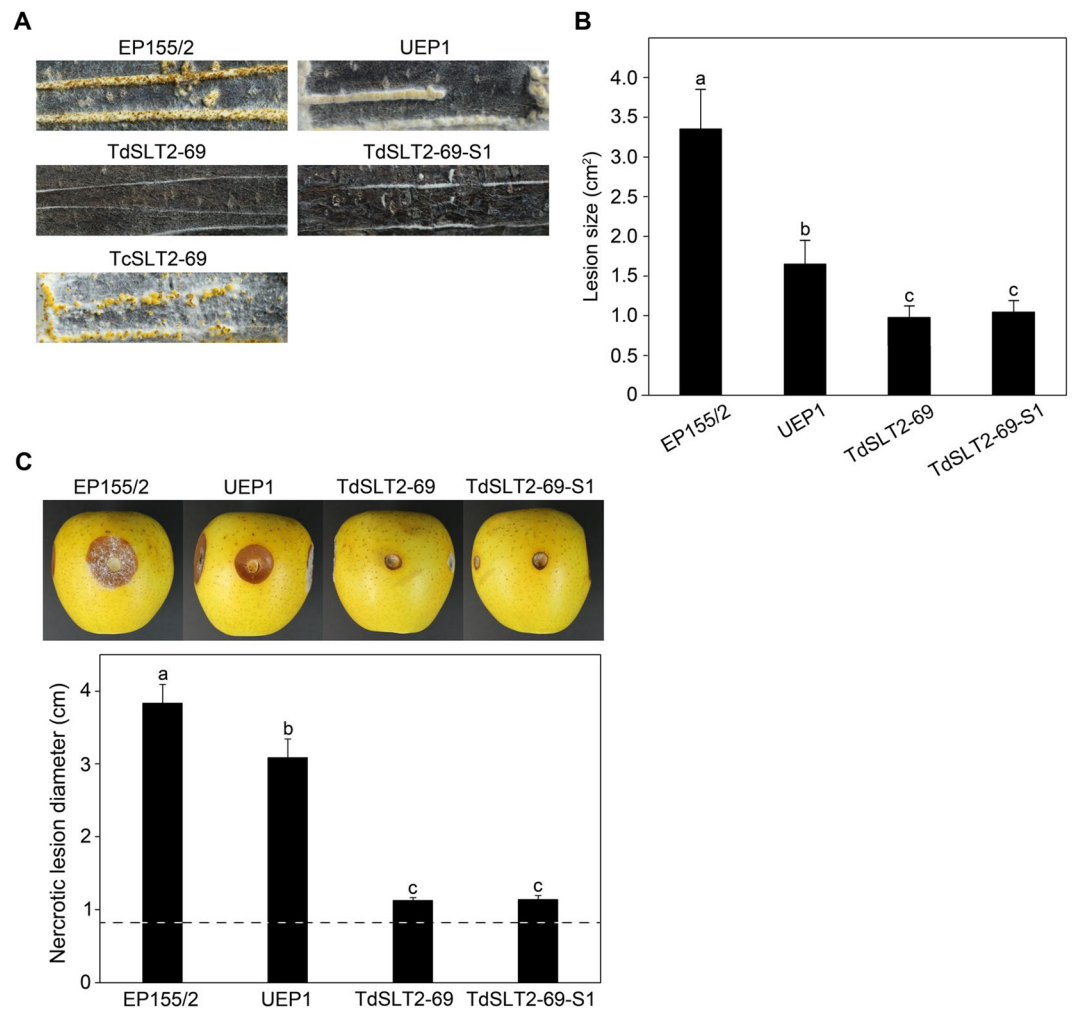 A
EP155/2
UEP1
TdSLT2-69
TdSLT2-69-S1
TcSLT2-69
B
Lesion size (cm²)
4.0
3.5
3.0
2.5
2.0
1.5
1.0
0.5
0
a
b
c
c
EP155/2
UEP1
TdSLT2-69
TdSLT2-69-S1
C
EP155/2
UEP1
TdSLT2-69
TdSLT2-69-S1
Nercrotic lesion diameter (cm)
4
3
2
1
0
a
b
c
c
EP155/2
UEP1
TdSLT2-69
TdSLT2-69-S1